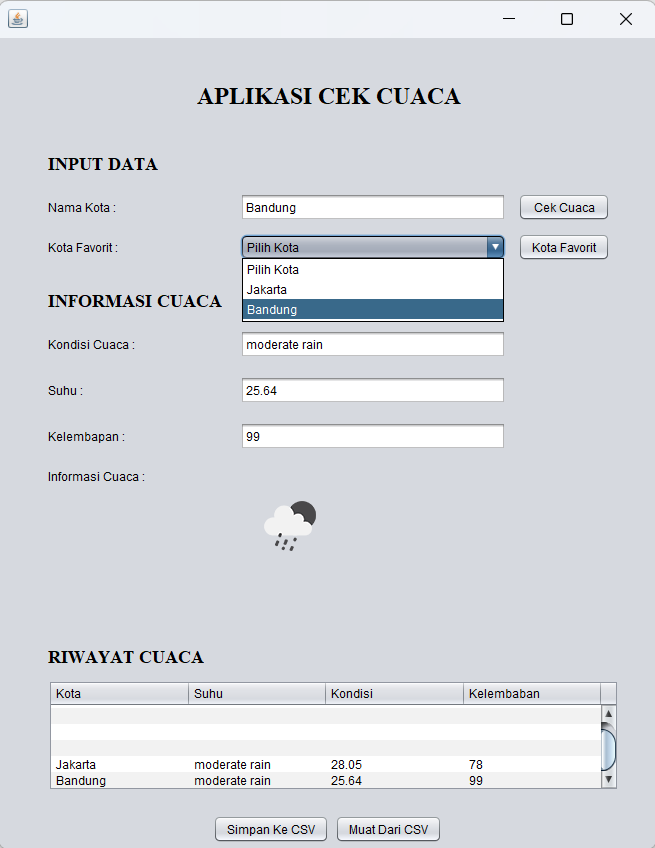 APLIKASI CEK CUACA
INPUT DATA
Nama Kota : Bandung Cek Cuaca
Kota Favorit : Pilih Kota Kota Favorit
Pilih Kota
Jakarta
Bandung
INFORMASI CUACA
Kondisi Cuaca : moderate rain
Suhu : 25.64
Kelembapan : 99
Informasi Cuaca :
RIWAYAT CUACA
Kota Suhu Kondisi Kelembaban
Jakarta moderate rain 28.05 78
Bandung moderate rain 25.64 99
Simpan Ke CSV Muat Dari CSV